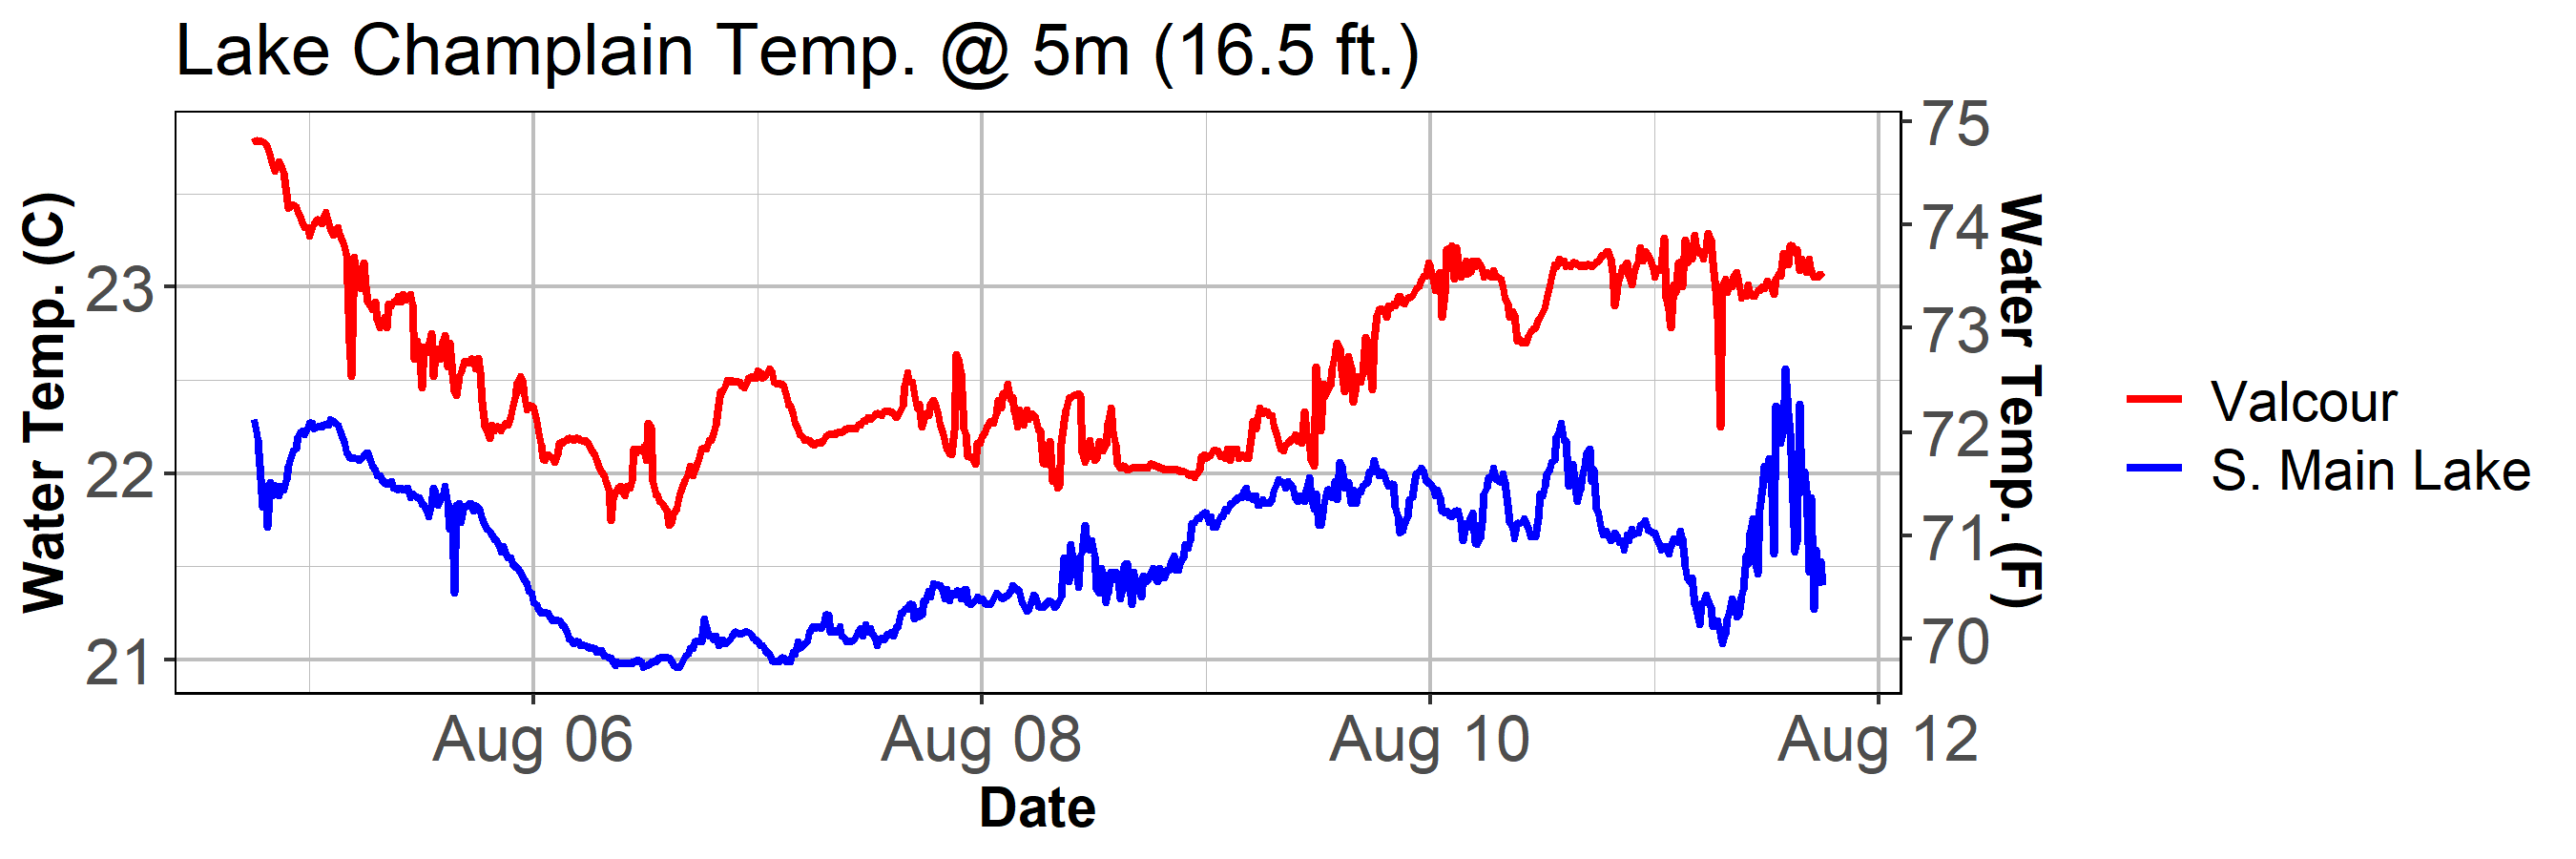 Lake Champlain Temp. @ 5m (16.5 ft.)
Water Temp. (C)
23
22
21
75
74
73
72
71
70
Water Temp. (F)
Aug 06
Aug 08
Aug 10
Aug 12
Date
Valcour
S. Main Lake